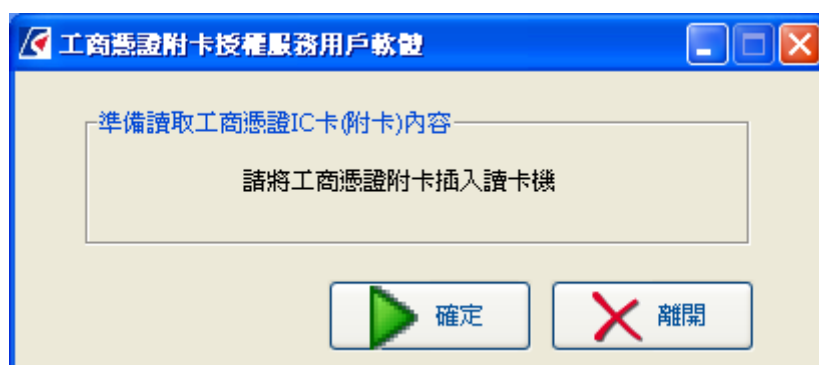 工商憑證附卡授權服務用戶軟體
準備讀取工商憑證IC卡(附卡)內容
請將工商憑證附卡插入讀卡機
確定
離開